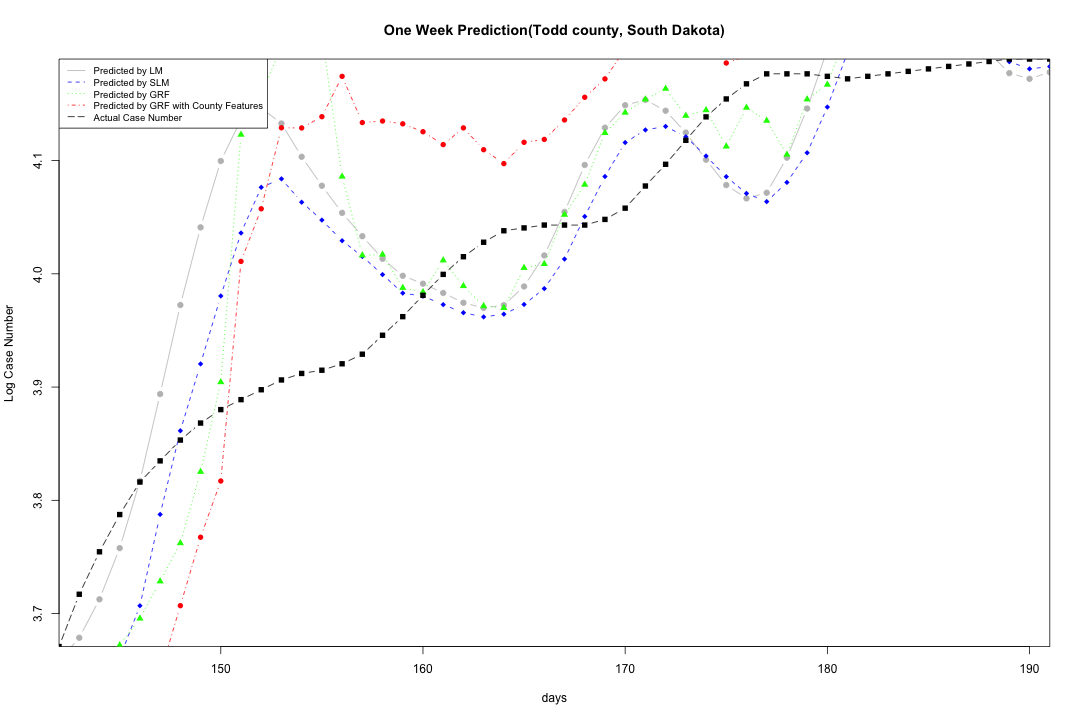 One Week Prediction(Todd county, South Dakota)
Predicted by LM
Predicted by SLM
Predicted by GRF
Predicted by GRF with County Features
Actual Case Number
4.1
4.0
3.9
3.8
3.7
Log Case Number
150 160 170 180 190
days